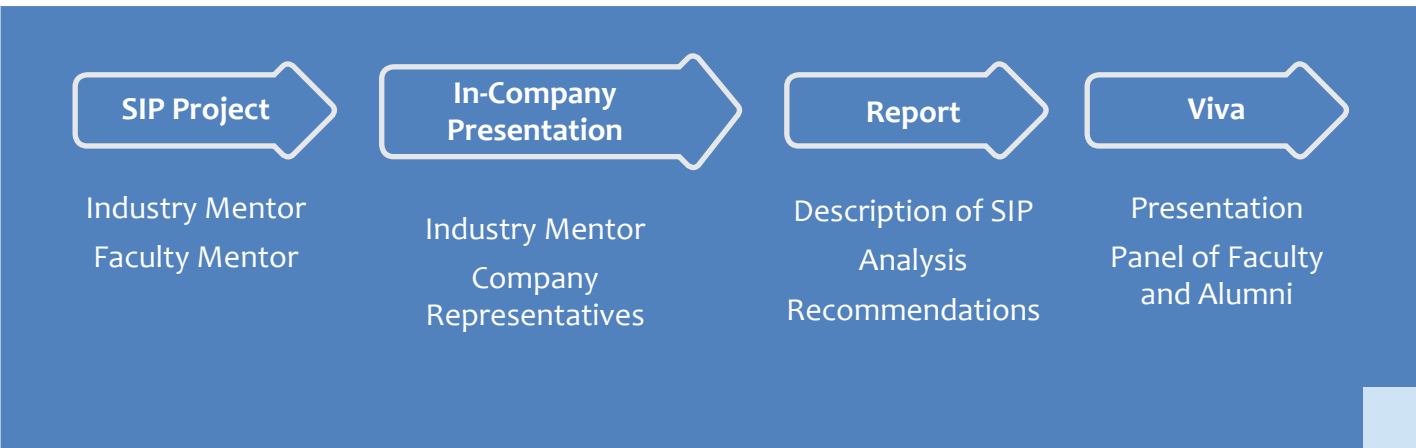 SIP Project
Industry Mentor
Faculty Mentor
In-Company
Presentation
Industry Mentor
Company
Representatives
Report
Description of SIP
Analysis
Recommendations
Viva
Presentation
Panel of Faculty
and Alumni